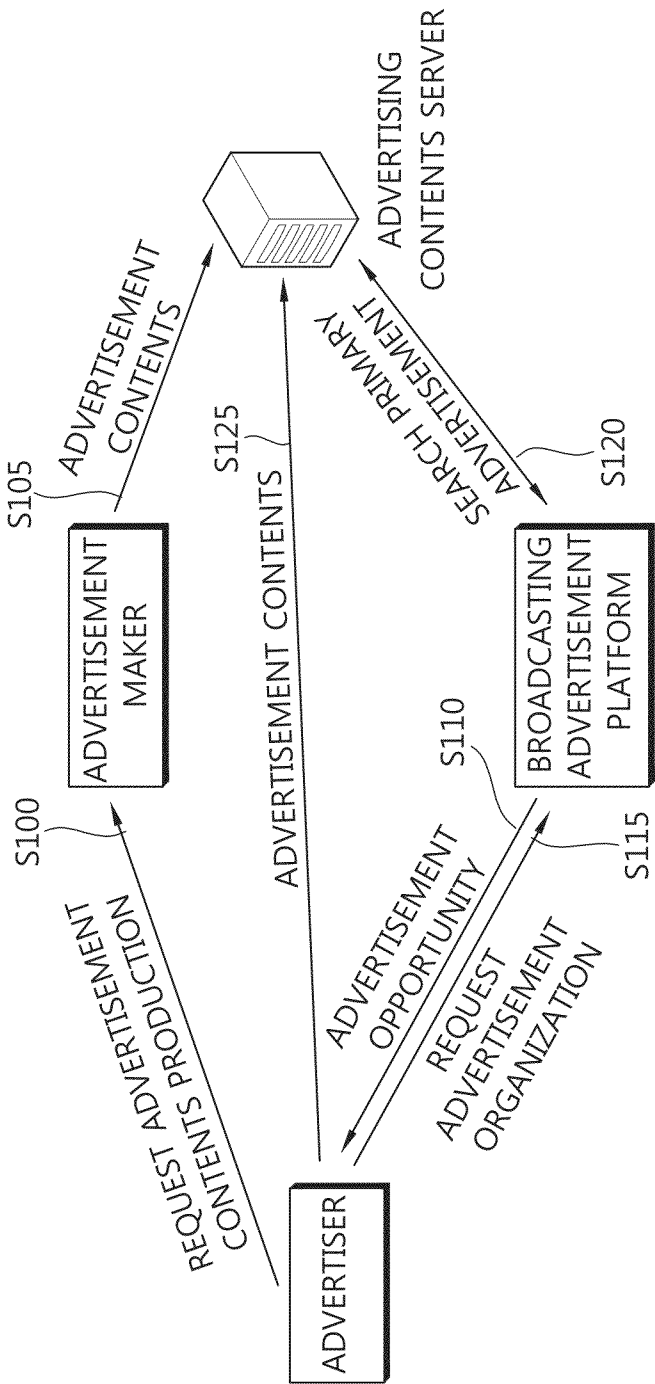 S100
REQUEST ADVERTISEMENT
CONTENTS PRODUCTION
ADVERTISEMENT
MAKER
S105
ADVERTISEMENT
CONTENTS
ADVERTISER
ADVERTISEMENT CONTENTS
S125
ADVERTISING
CONTENTS SERVER
ADVERTISEMENT
OPPORTUNITY
S110
REQUEST
ADVERTISEMENT
ORGANIZATION
S115
BROADCASTING
ADVERTISEMENT
PLATFORM
SEARCH PRIMARY
ADVERTISEMENT
S120